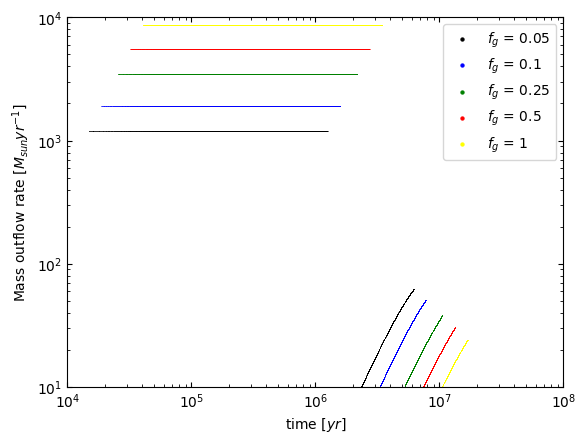 10^4
10^3
10^2
10^1
Mass outflow rate [M_{sun}yr^{-1}]
f_g = 0.05
f_g = 0.1
f_g = 0.25
f_g = 0.5
f_g = 1
10^4 10^5 10^6 10^7 10^8
time [yr]